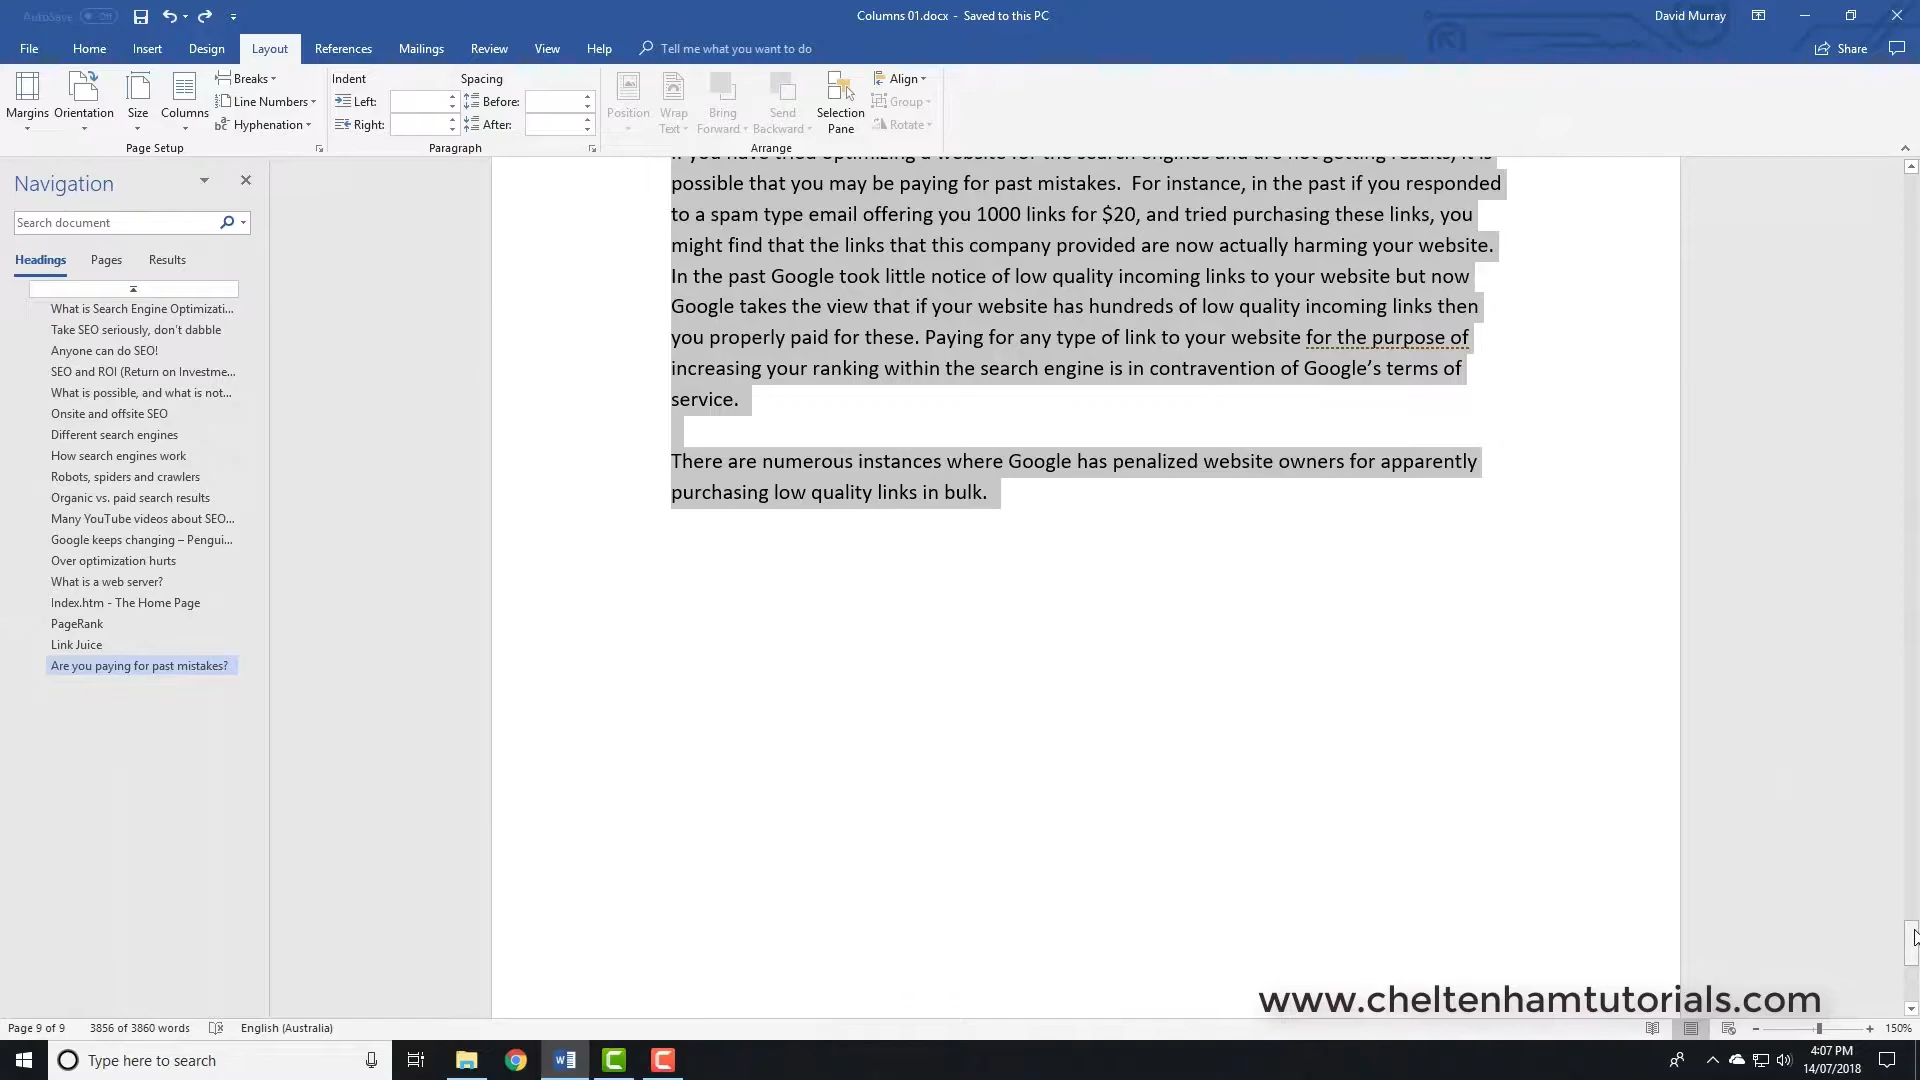 AutoSave Off
Columns 01.docx - Saved to this PC
David Murray
File Home Insert Design Layout References Mailings Review View Help Tell me what you want to do Share
Margins Orientation Size Columns
Breaks
Line Numbers
Hyphenation
Page Setup
Indent Spacing
Left: Before:
Right: After:
Paragraph
Position
Wrap Text
Bring Forward
Send Backward
Selection Pane
Align
Group
Rotate
Arrange
Navigation
Search document
Headings Pages Results
What is Search Engine Optimizati...
Take SEO seriously, don't dabble
Anyone can do SEO!
SEO and ROI (Return on Investme...
What is possible, and what is not...
Onsite and offsite SEO
Different search engines
How search engines work
Robots, spiders and crawlers
Organic vs. paid search results
Many YouTube videos about SEO...
Google keeps changing – Pengui...
Over optimization hurts
What is a web server?
Index.htm - The Home Page
PageRank
Link Juice
Are you paying for past mistakes?
If you have tried optimizing a website for the search engines and are not getting results, it is
possible that you may be paying for past mistakes.  For instance, in the past if you responded
to a spam type email offering you 1000 links for $20, and tried purchasing these links, you
might find that the links that this company provided are now actually harming your website.
In the past Google took little notice of low quality incoming links to your website but now
Google takes the view that if your website has hundreds of low quality incoming links then
you properly paid for these. Paying for any type of link to your website for the purpose of
increasing your ranking within the search engine is in contravention of Google’s terms of
service.
There are numerous instances where Google has penalized website owners for apparently
purchasing low quality links in bulk.
www.cheltenhamtutorials.com
Page 9 of 9 3856 of 3860 words English (Australia) 150%
Type here to search
4:07 PM
14/07/2018